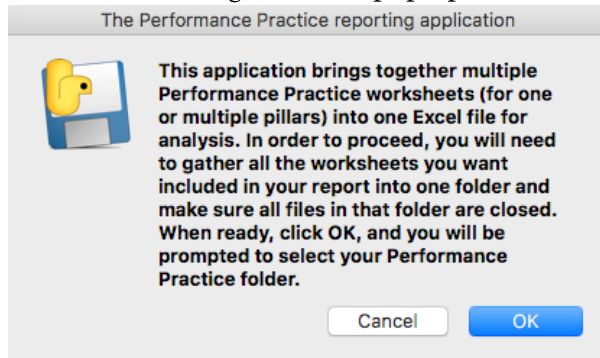 The Performance Practice reporting application
This application brings together multiple
Performance Practice worksheets (for one
or multiple pillars) into one Excel file for
analysis. In order to proceed, you will need
to gather all the worksheets you want
included in your report into one folder and
make sure all files in that folder are closed.
When ready, click OK, and you will be
prompted to select your Performance
Practice folder.
Cancel
OK